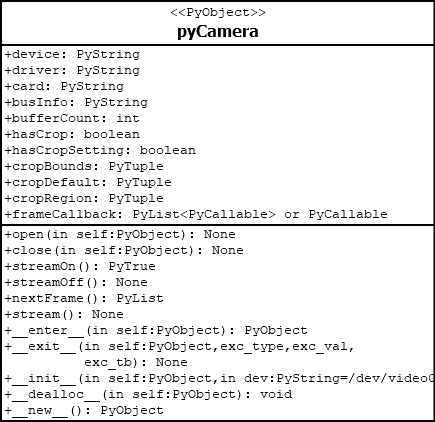 <<PyObject>>
pyCamera
+device: PyString
+driver: PyString
+card: PyString
+busInfo: PyString
+bufferCount: int
+hasCrop: boolean
+hasCropSetting: boolean
+cropBounds: PyTuple
+cropDefault: PyTuple
+cropRegion: PyTuple
+frameCallback: PyList<PyCallable> or PyCallable
+open(in self:PyObject): None
+close(in self:PyObject): None
+streamOn(): PyTrue
+streamOff(): None
+nextFrame(): PyList
+stream(): None
+__enter__(in self:PyObject): PyObject
+__exit__(in self:PyObject,exc_type,exc_val,
exc_tb): None
+__init__(in self:PyObject,in dev:PyString=/dev/video0
+__dealloc__(in self:PyObject): void
+__new__(): PyObject